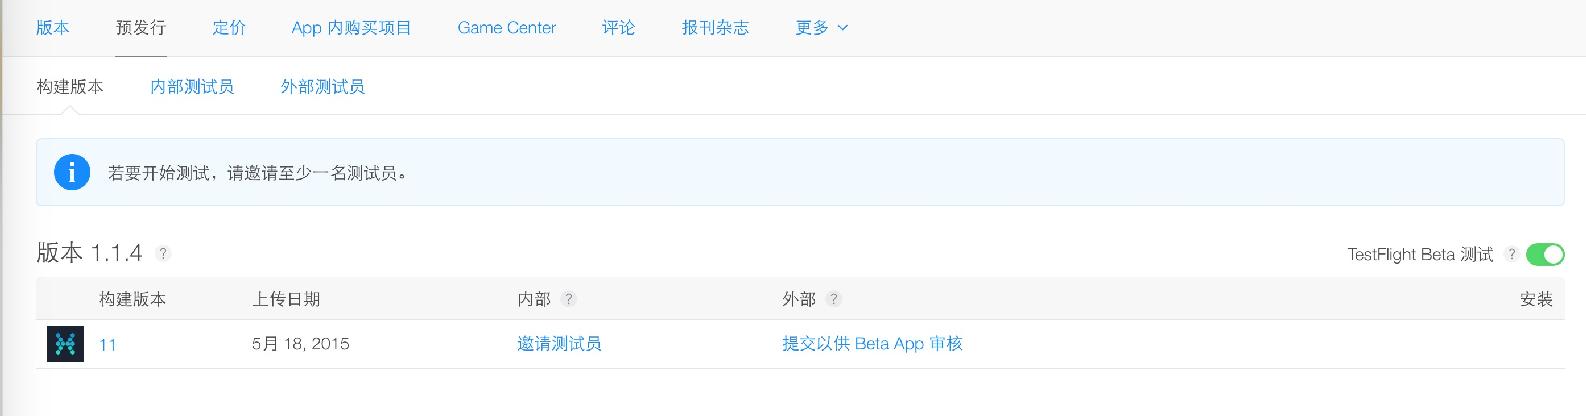 版本 预发行 定价 App 内购买项目 Game Center 评论 报刊杂志 更多
构建版本 内部测试员 外部测试员
i 若要开始测试，请邀请至少一名测试员。
版本 1.1.4 ? TestFlight Beta 测试 ?
构建版本 上传日期 内部 ? 外部 ? 安装
11 5月 18, 2015 邀请测试员 提交以供 Beta App 审核